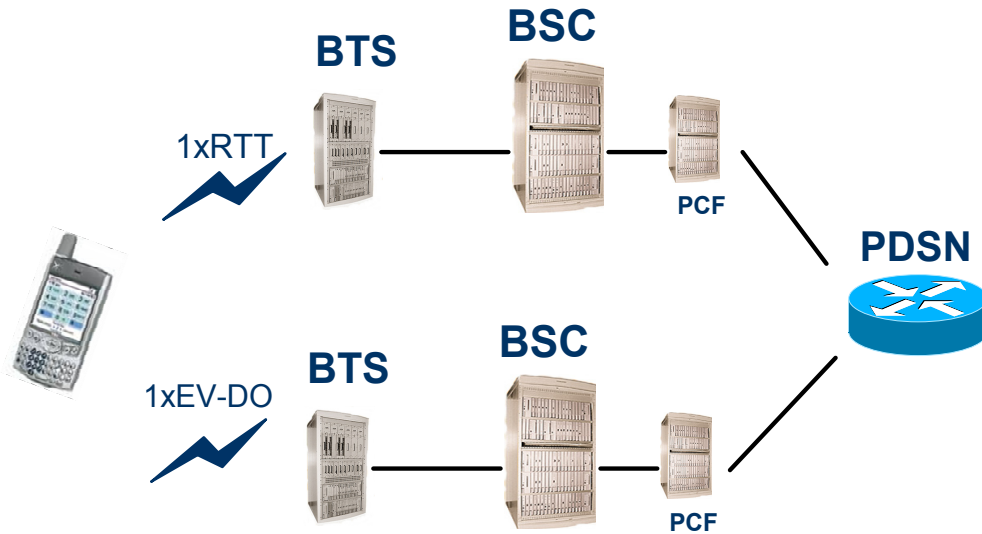 BTS
BSC
1xRTT
PCF
PDSN
BTS
BSC
1xEV-DO
PCF